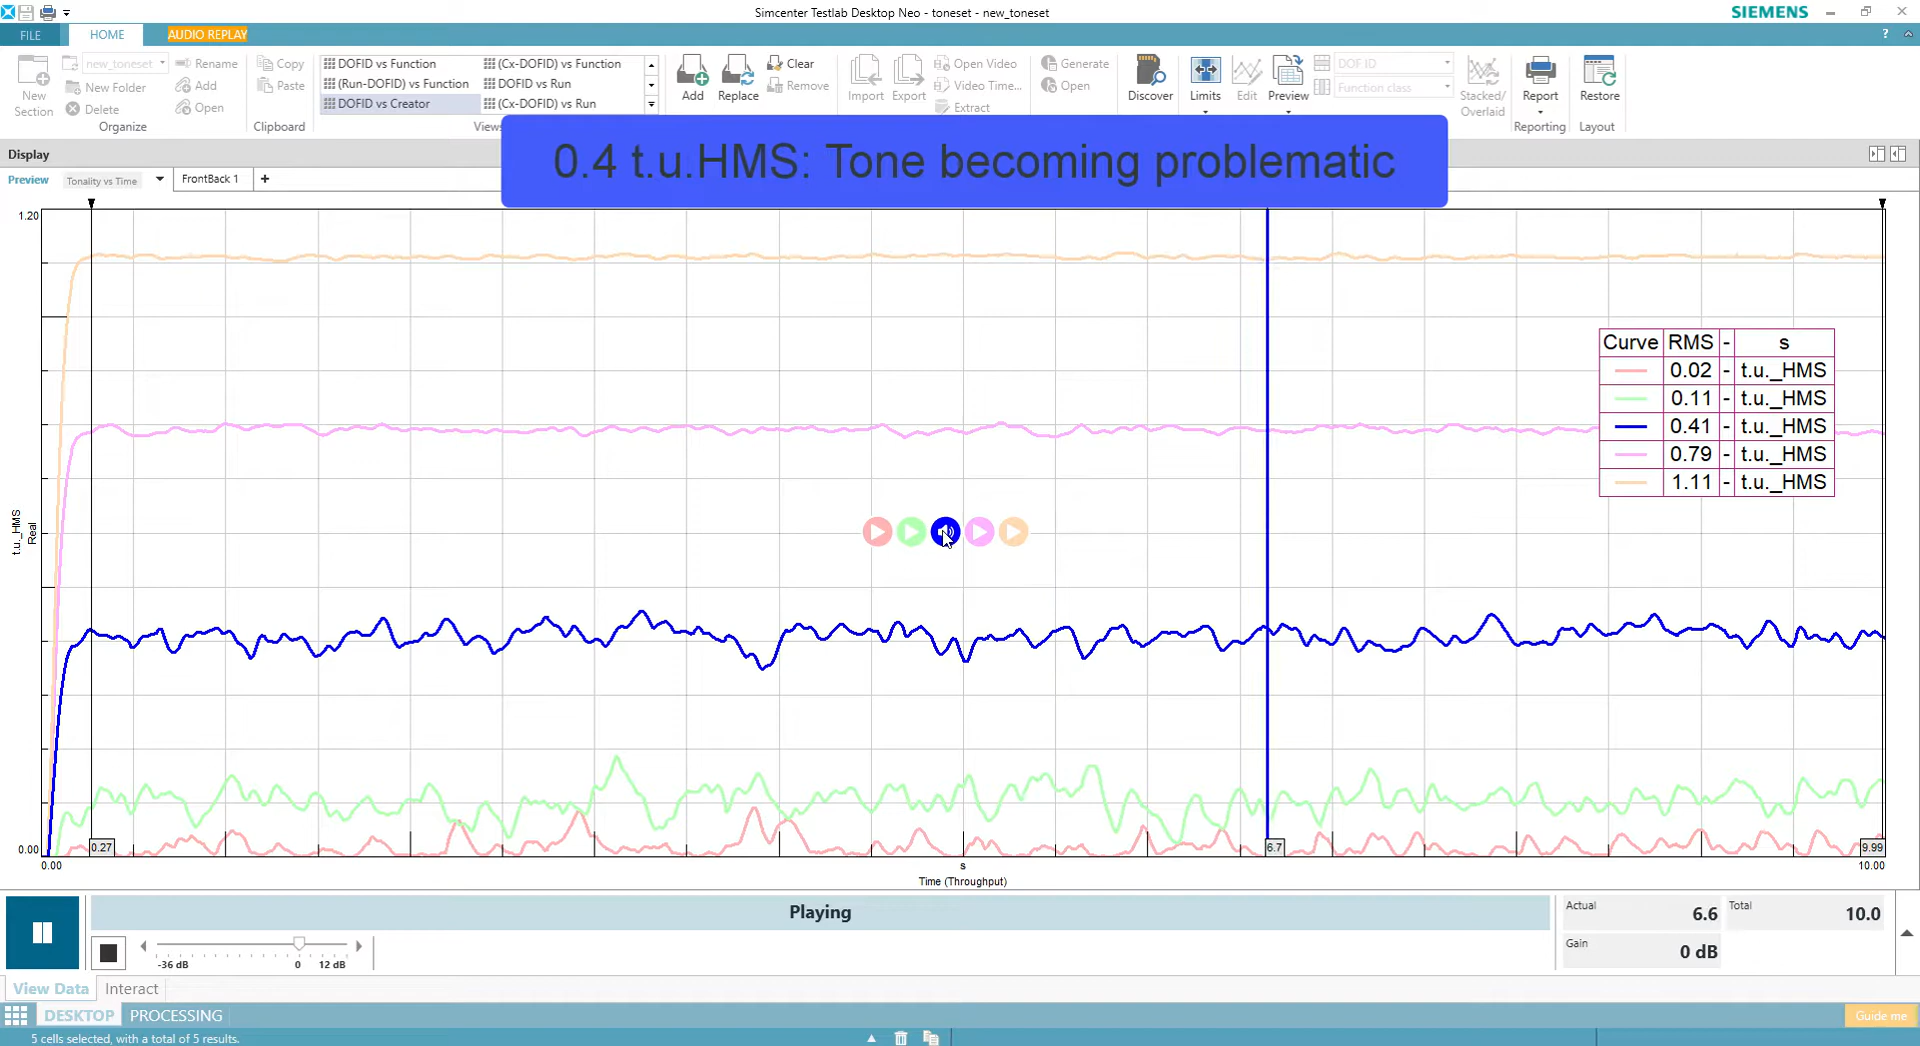 Simcenter Testlab Desktop Neo - toneset - new_toneset
SIEMENS
FILE
HOME
AUDIO REPLAY
?
New
Section
new_toneset
New Folder
Delete
Rename
Add
Open
Organize
Copy
Paste
Clipboard
DOFID vs Function
(Run-DOFID) vs Function
DOFID vs Creator
(Cx-DOFID) vs Function
DOFID vs Run
(Cx-DOFID) vs Run
Views
Add
Replace
Clear
Remove
Import
Export
Open Video
Video Time...
Extract
Generate
Open
Discover
Limits
Edit
Preview
DOF ID
Function class
Stacked/
Overlaid
Report
Reporting
Restore
Layout
0.4 t.u.HMS: Tone becoming problematic
Display
Preview
Tonality vs Time
FrontBack 1
+
1.20
t.u._HMS
Real
0.00
Curve RMS - s
0.02 - t.u._HMS
0.11 - t.u._HMS
0.41 - t.u._HMS
0.79 - t.u._HMS
1.11 - t.u._HMS
0.27
6.7
9.99
0.00
s
10.00
Time (Throughput)
Playing
Actual
6.6
Total
10.0
Gain
0 dB
-36 dB
0
12 dB
View Data
Interact
DESKTOP
PROCESSING
Guide me
5 cells selected, with a total of 5 results.